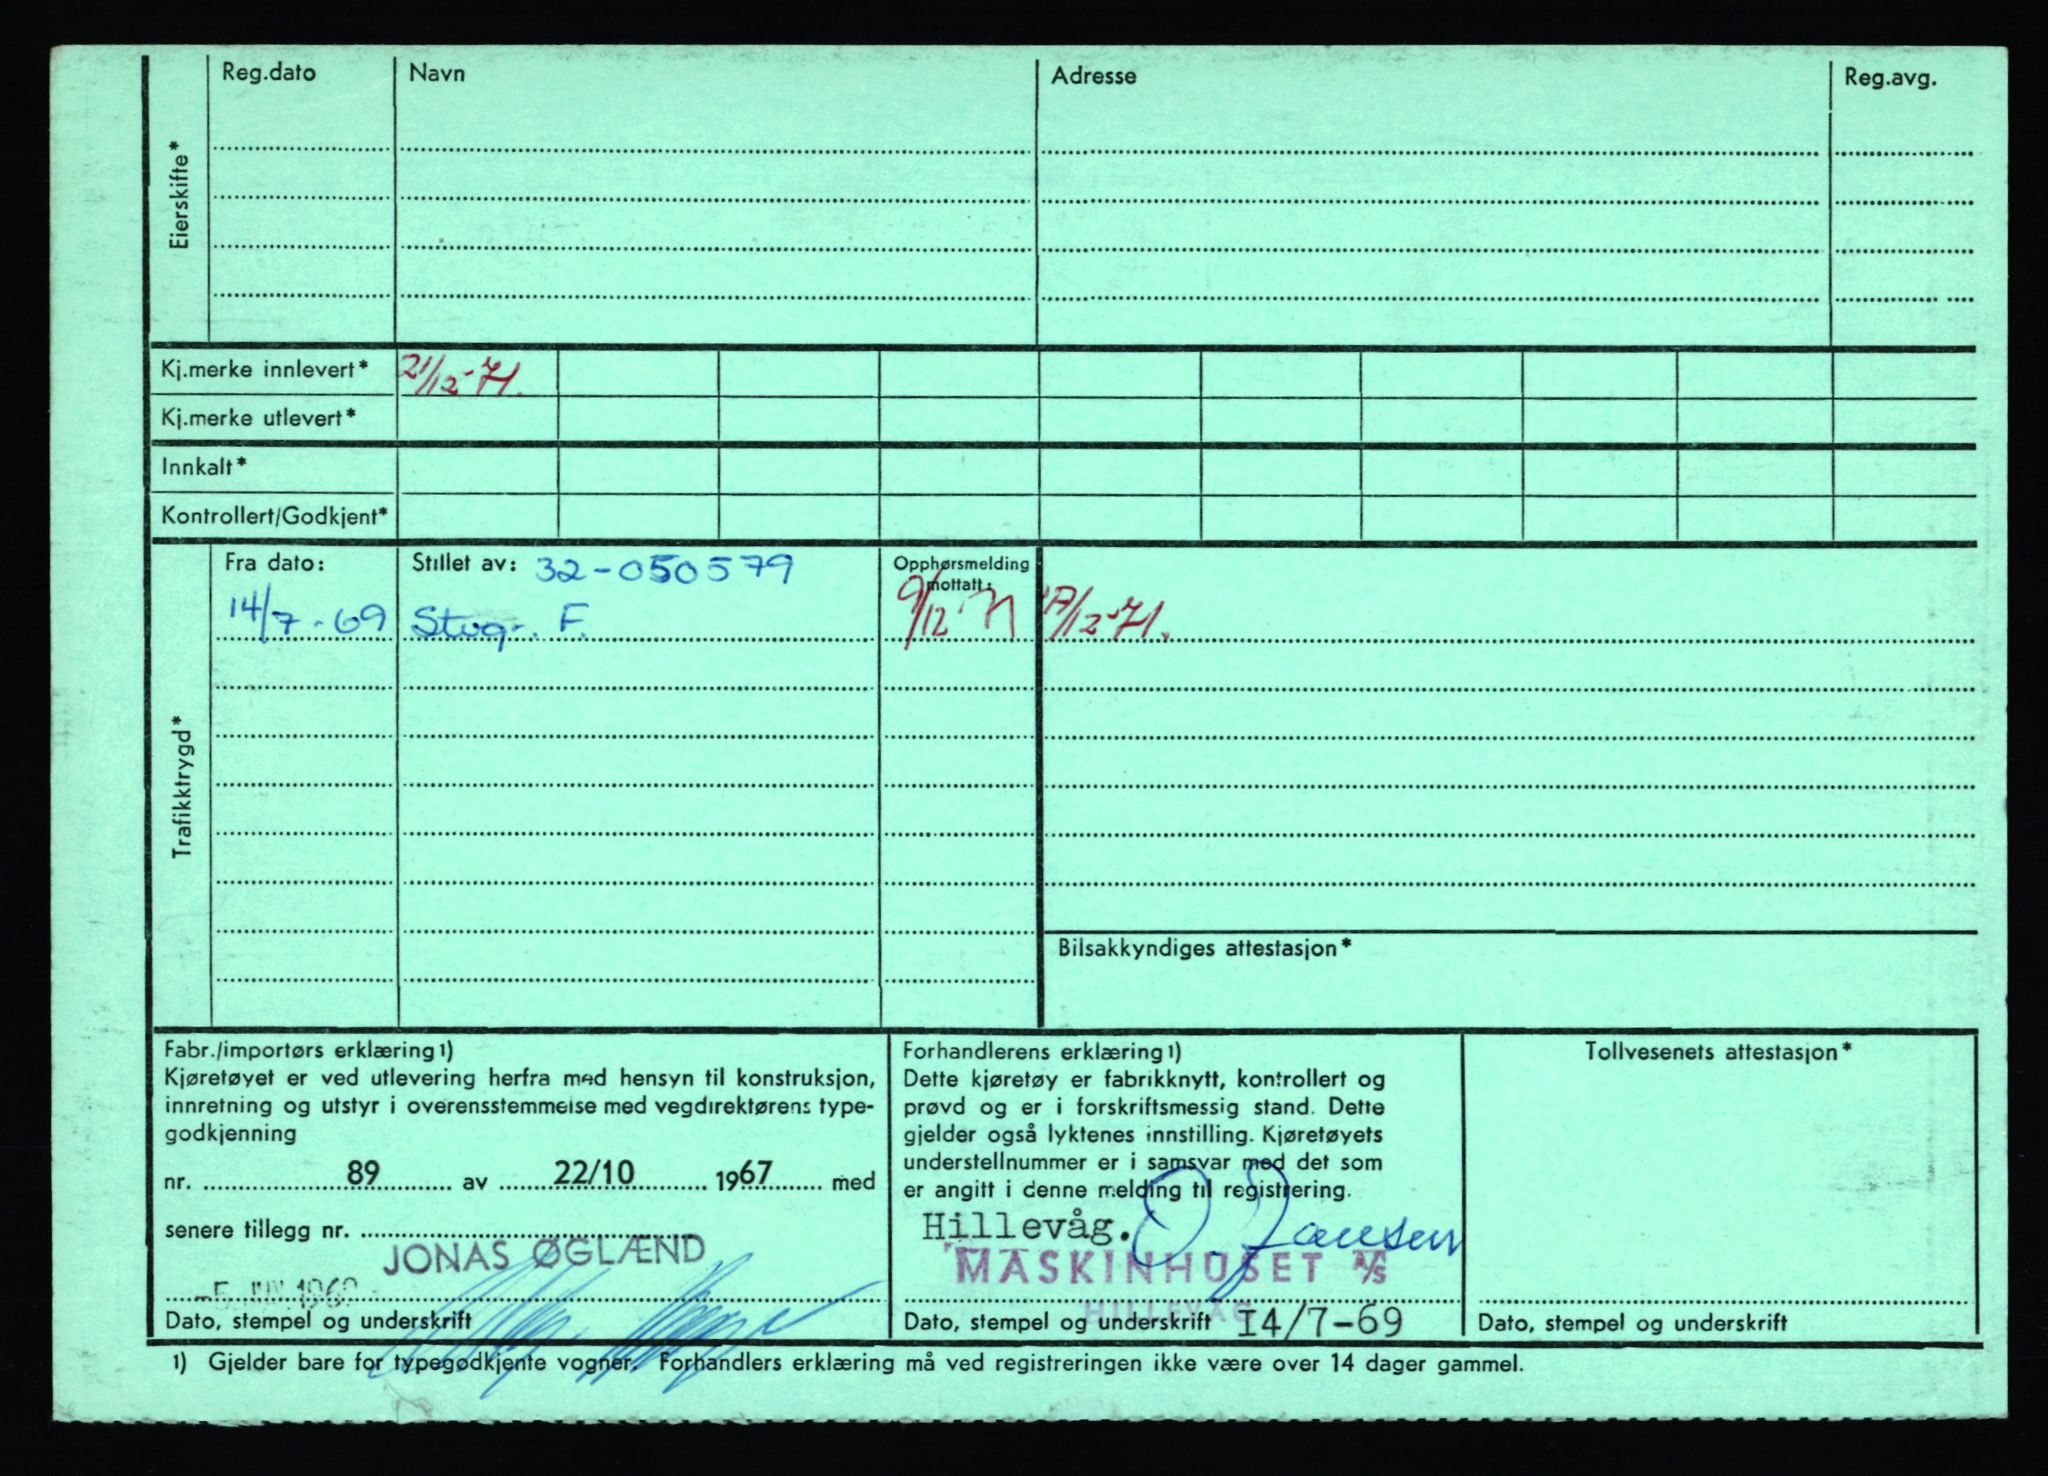 Reg.dato Navn Adresse Reg.avg.
Eierskifte*
Kj.merke innlevert* 21/12-71.
Kj.merke utlevert*
Innkalt*
Kontrollert/Godkjent*
Trafikktrygd*
Fra dato: Stillet av: 32-050579 Opphørsmelding mottatt:
14/7-69 Stvg. F. 9/12 71 17/12-71.
Bilsakkyndiges attestasjon*
Fabr./importørs erklæring1)
Kjøretøyet er ved utlevering herfra med hensyn til konstruksjon,
innretning og utstyr i overensstemmelse med vegdirektørens type-
godkjenning
nr. 89 av 22/10 1967 med
senere tillegg nr.
JONAS ØGLÆND
Dato, stempel og underskrift
Forhandlerens erklæring1)
Dette kjøretøy er fabrikknytt, kontrollert og
prøvd og er i forskriftsmessig stand. Dette
gjelder også lyktenes innstilling. Kjøretøyets
understellnummer er i samsvar med det som
er angitt i denne melding til registrering.
Hillevåg.
MASKINHUSET A/S
HILLEVÅG
Dato, stempel og underskrift I4/7-69
Tollvesenets attestasjon*
Dato, stempel og underskrift
1) Gjelder bare for typegødkjente vogner. Forhandlers erklæring må ved registreringen ikke være over 14 dager gammel.